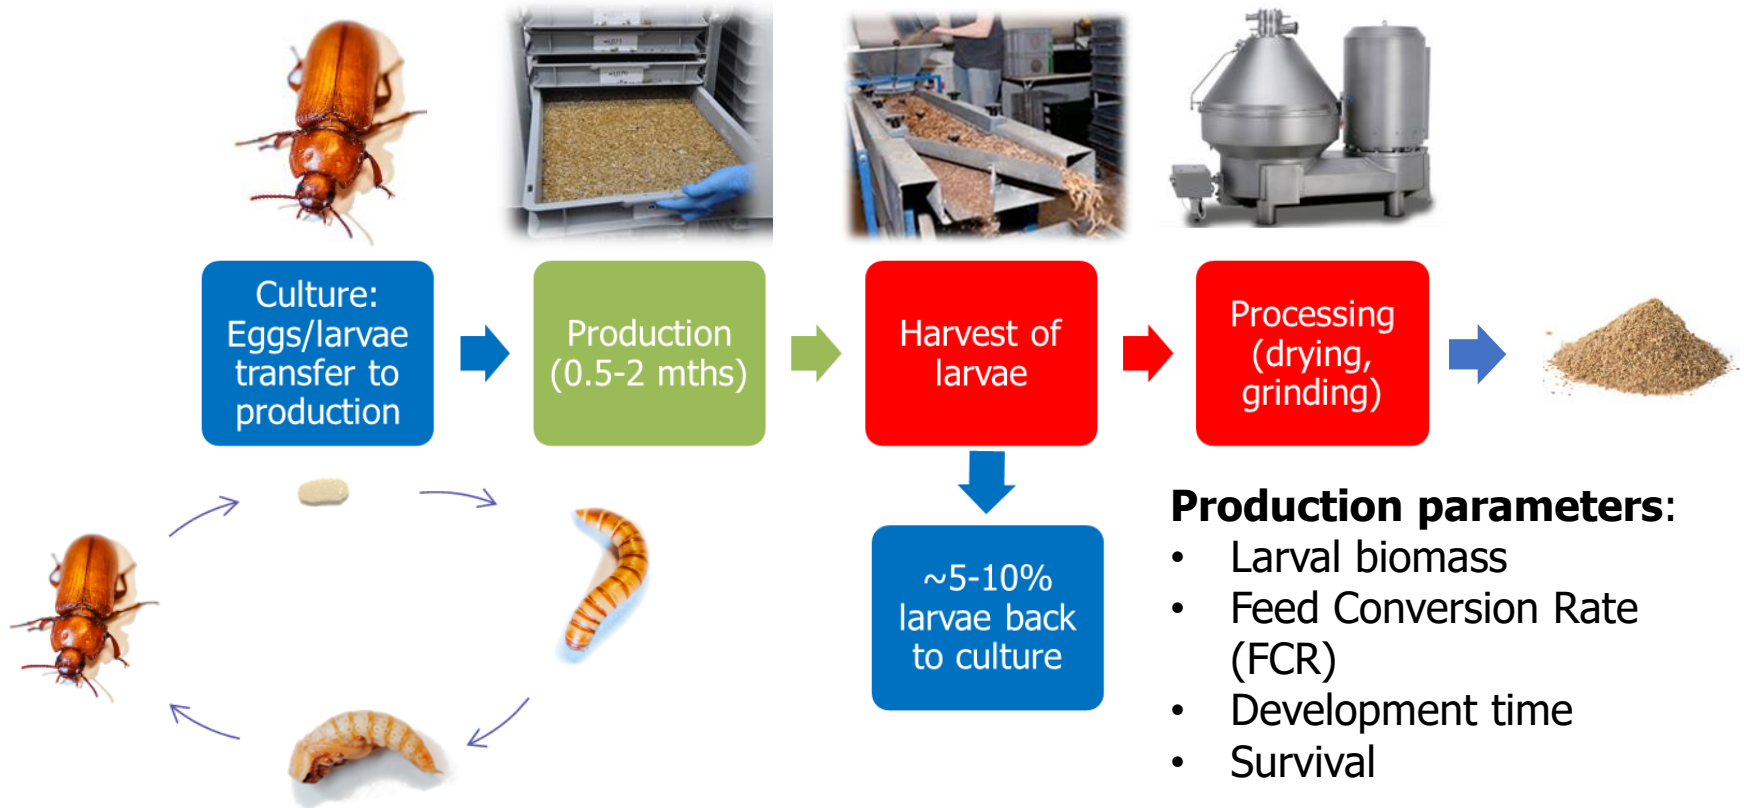 Culture:
Eggs/larvae
transfer to
production
Production
(0.5-2 mths)
Harvest of
larvae
Processing
(drying,
grinding)
~5-10%
larvae back
to culture
Production parameters:
• Larval biomass
• Feed Conversion Rate
(FCR)
• Development time
• Survival